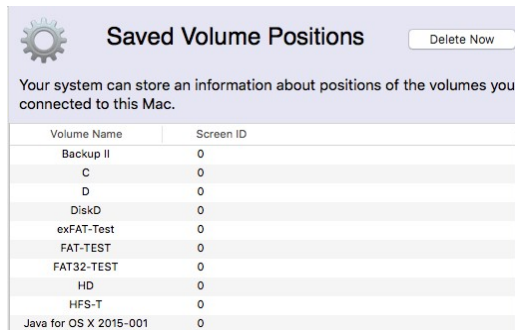 Saved Volume Positions
Delete Now
Your system can store an information about positions of the volumes you
connected to this Mac.
Volume Name Screen ID
Backup II 0
C 0
D 0
DiskD 0
exFAT-Test 0
FAT-TEST 0
FAT32-TEST 0
HD 0
HFS-T 0
Java for OS X 2015-001 0